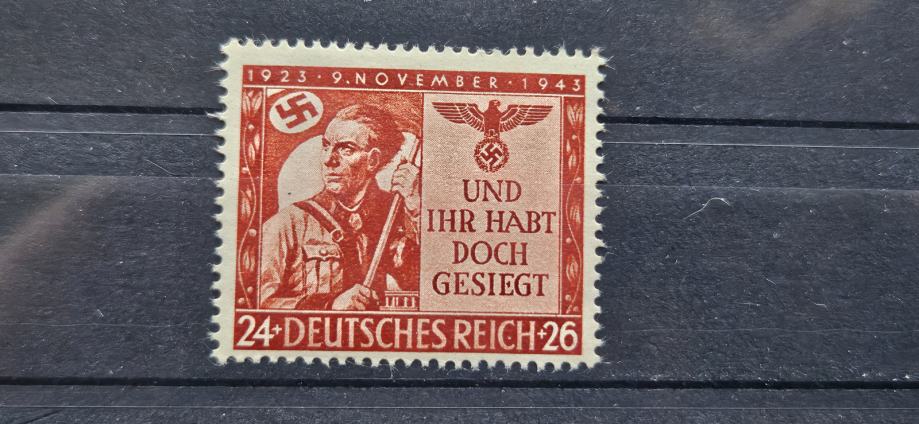 1923 · 9. NOVEMBER · 1943
UND
IHR HABT
DOCH
GESIEGT
24+DEUTSCHES REICH+26